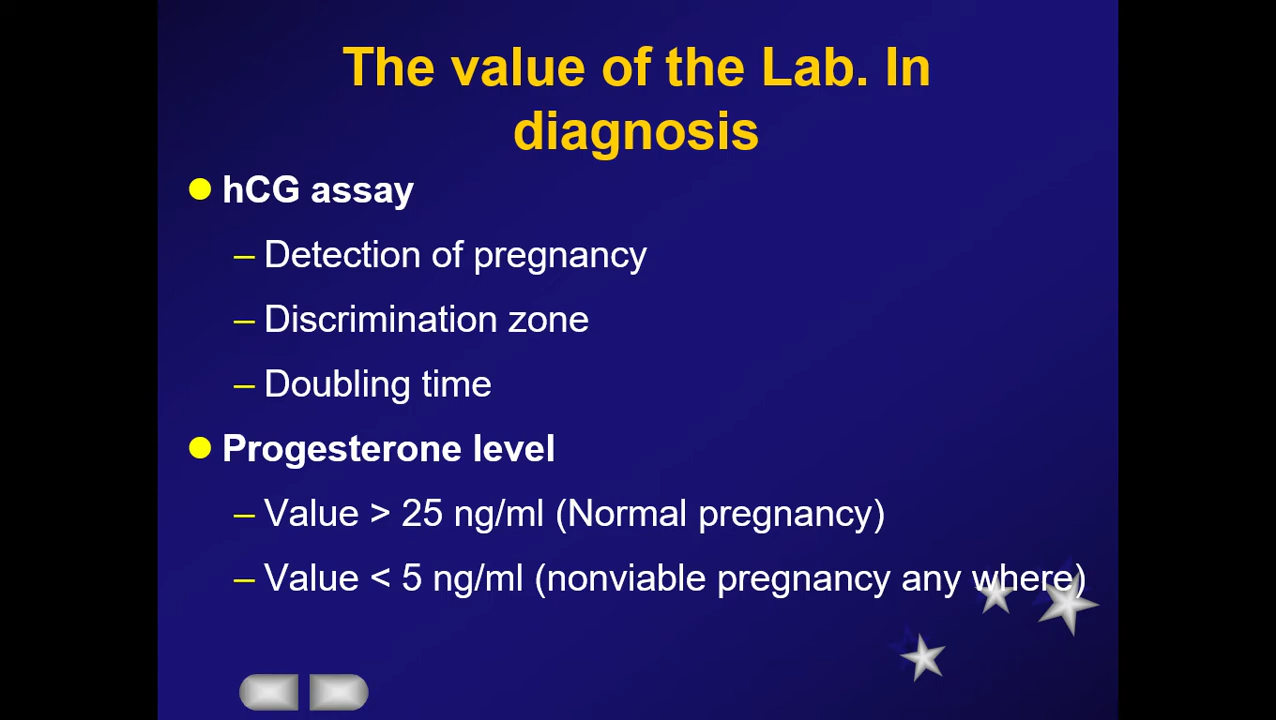 The value of the Lab. In
diagnosis
hCG assay
– Detection of pregnancy
– Discrimination zone
– Doubling time
Progesterone level
– Value > 25 ng/ml (Normal pregnancy)
– Value < 5 ng/ml (nonviable pregnancy any where)